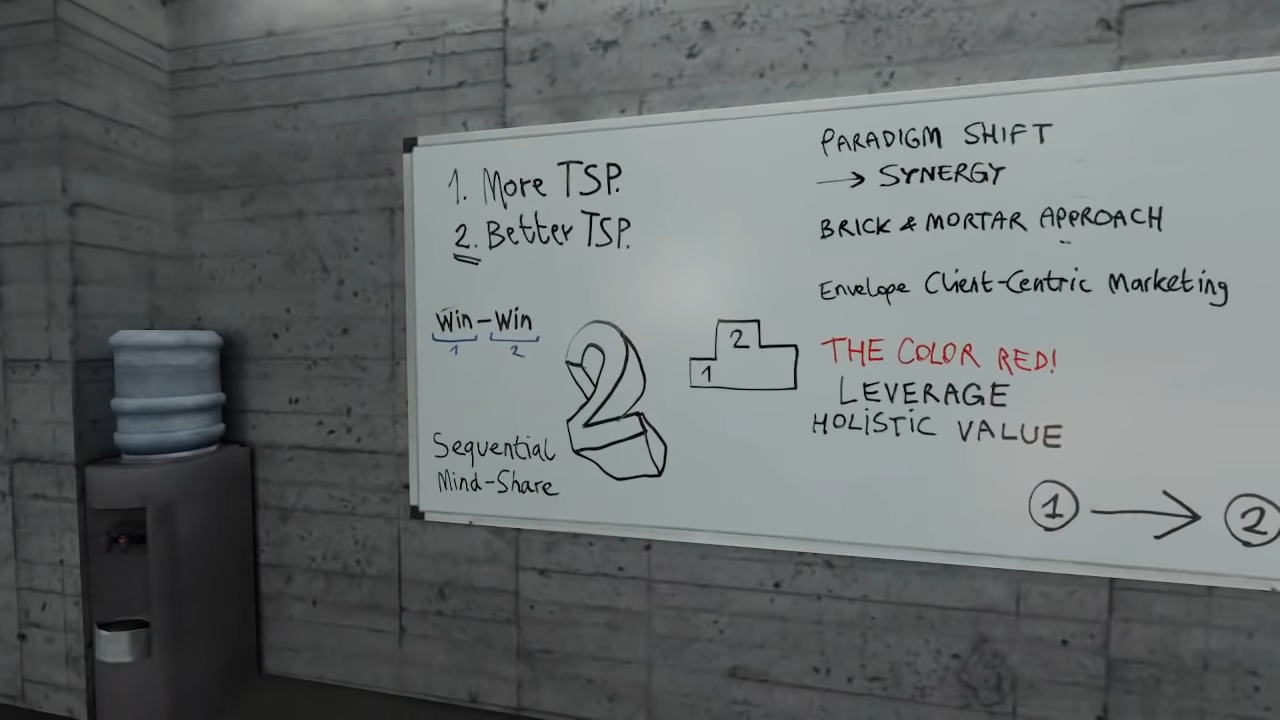 1. More TSP.
2. Better TSP.
Win-Win
1 2
Sequential
Mind-Share
2
2
1
PARADIGM SHIFT
→ SYNERGY
BRICK & MORTAR APPROACH
Envelope Client-Centric Marketing
THE COLOR RED!
LEVERAGE
HOLISTIC VALUE
1 → 2